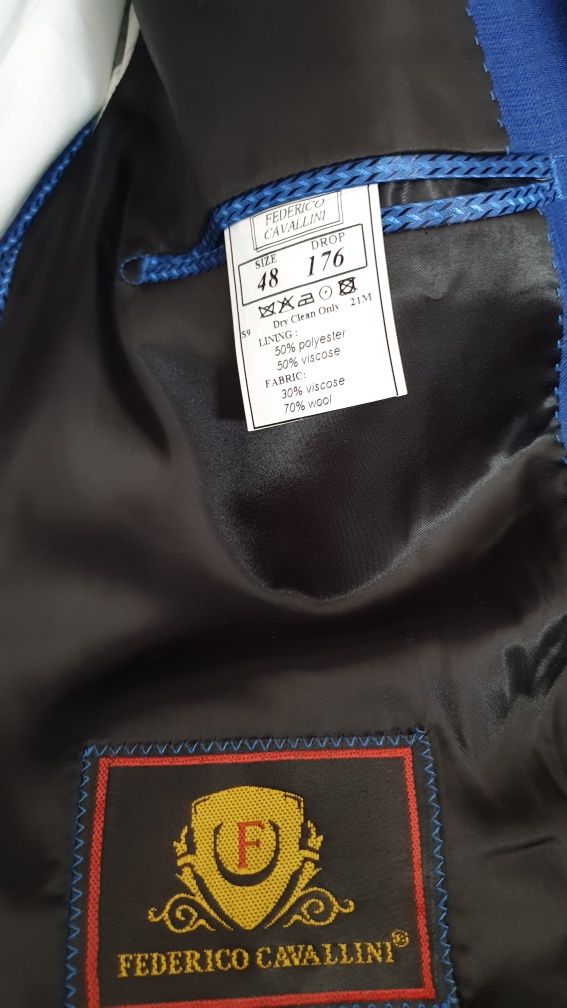 FEDERICO
CAVALLINI
SIZE DROP
48 176
Dry Clean Only 21M
S9
LINING:
50% polyester
50% viscose
FABRIC:
30% viscose
70% wool
F
FEDERICO CAVALLINI®